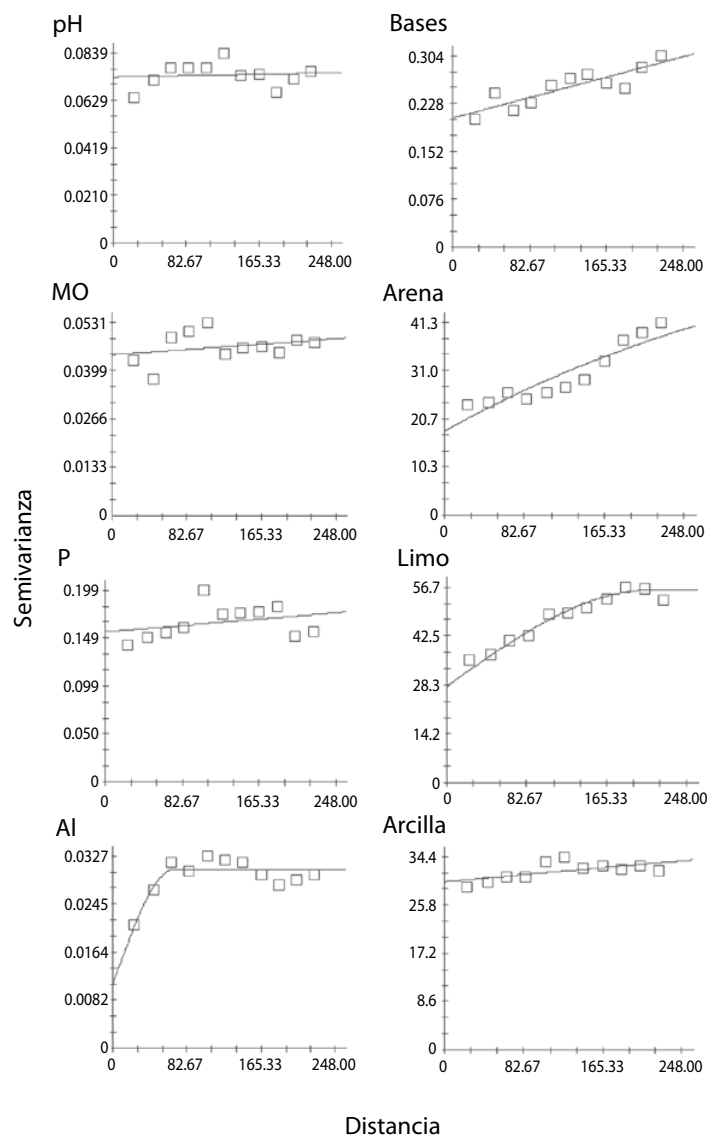 pH
0.0839
0.0629
0.0419
0.0210
0
0 82.67 165.33 248.00
Bases
0.304
0.228
0.152
0.076
0
0 82.67 165.33 248.00
MO
0.0531
0.0399
0.0266
0.0133
0
0 82.67 165.33 248.00
Arena
41.3
31.0
20.7
10.3
0
0 82.67 165.33 248.00
Semivarianza
P
0.199
0.149
0.099
0.050
0
0 82.67 165.33 248.00
Limo
56.7
42.5
28.3
14.2
0
0 82.67 165.33 248.00
Al
0.0327
0.0245
0.0164
0.0082
0
0 82.67 165.33 248.00
Arcilla
34.4
25.8
17.2
8.6
0
0 82.67 165.33 248.00
Distancia